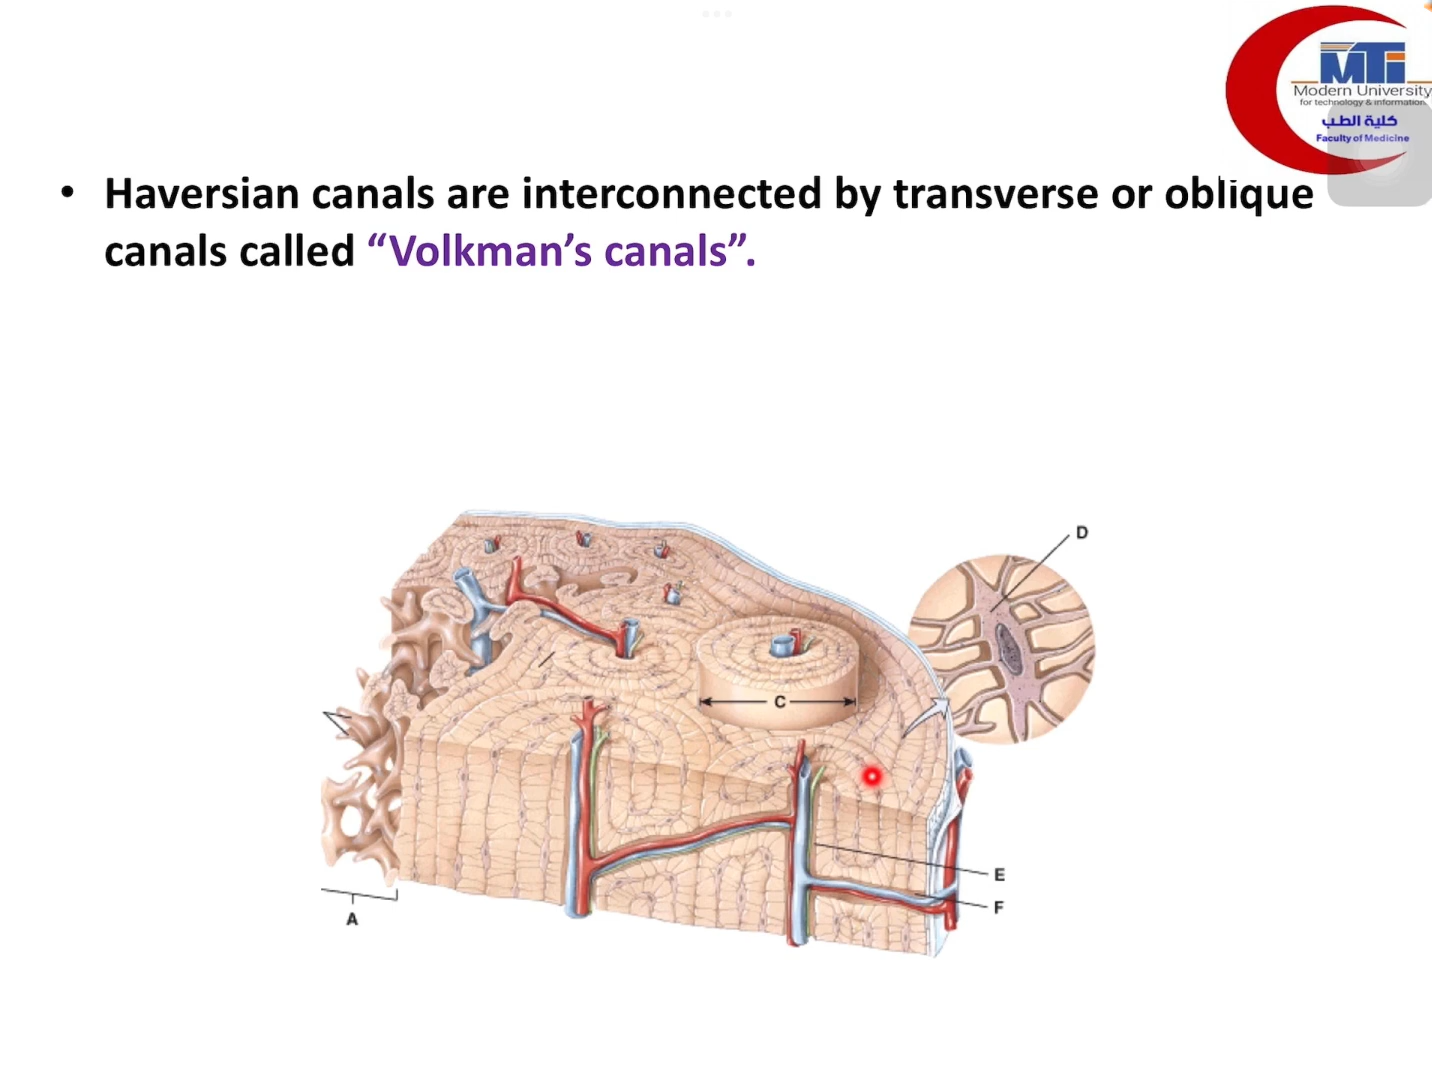 MTi
Modern University
for technology & information
كلية الطب
Faculty of Medicine
• Haversian canals are interconnected by transverse or oblique
canals called “Volkman’s canals”.
D
C
E
F
A